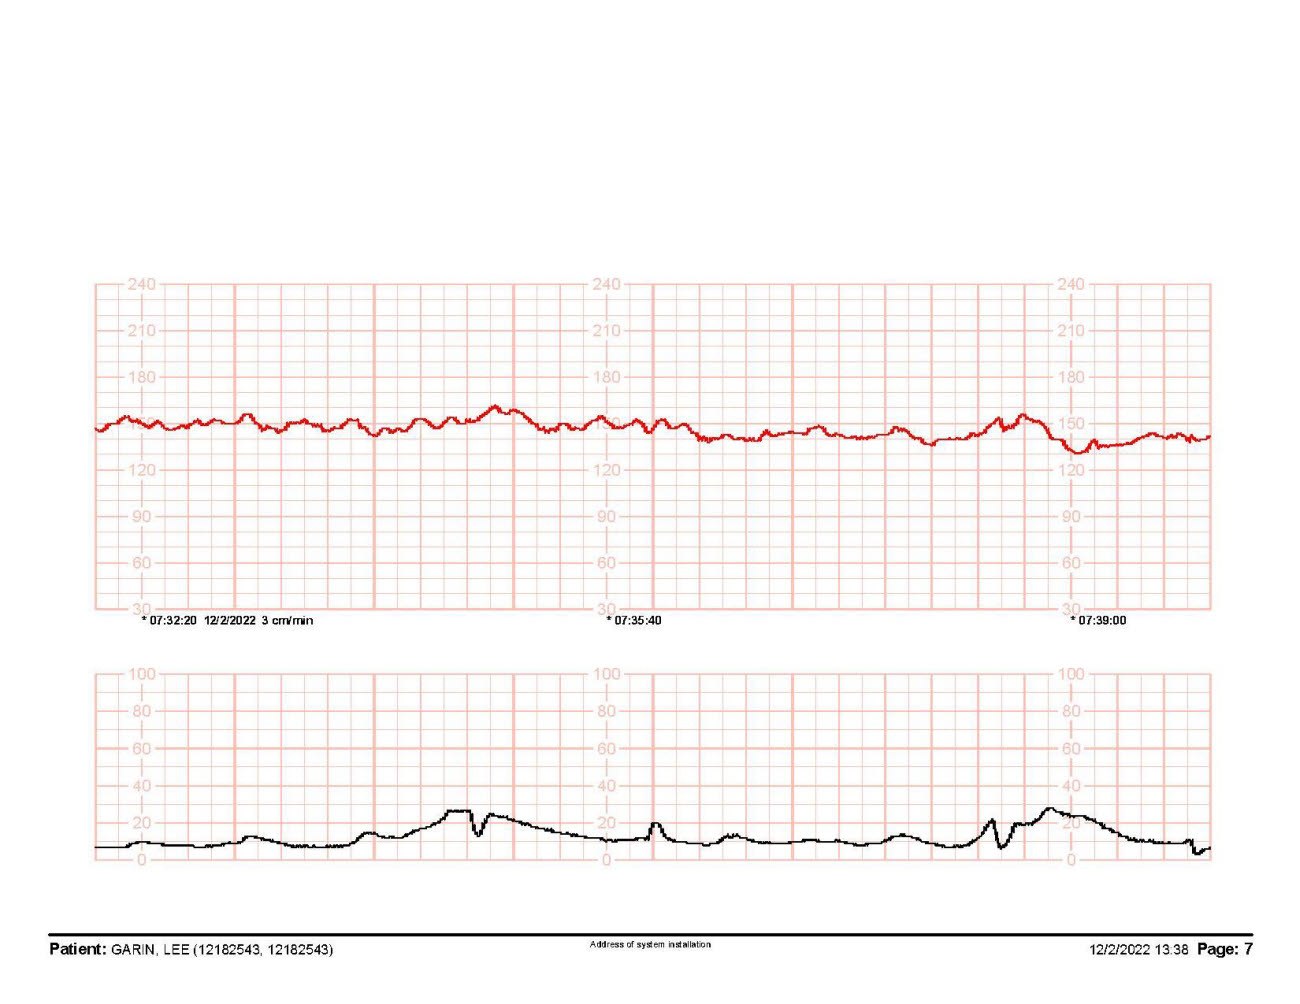 240 240 240
210 210 210
180 180 180
150 150 150
120 120 120
90 90 90
60 60 60
30 30 30
* 07:32:20 12/2/2022 3 cm/min * 07:35:40 * 07:39:00
100 100 100
80 80 80
60 60 60
40 40 40
20 20 20
0 0 0
Patient: GARIN, LEE (12182543, 12182543) Address of system installation 12/2/2022 13:38 Page: 7